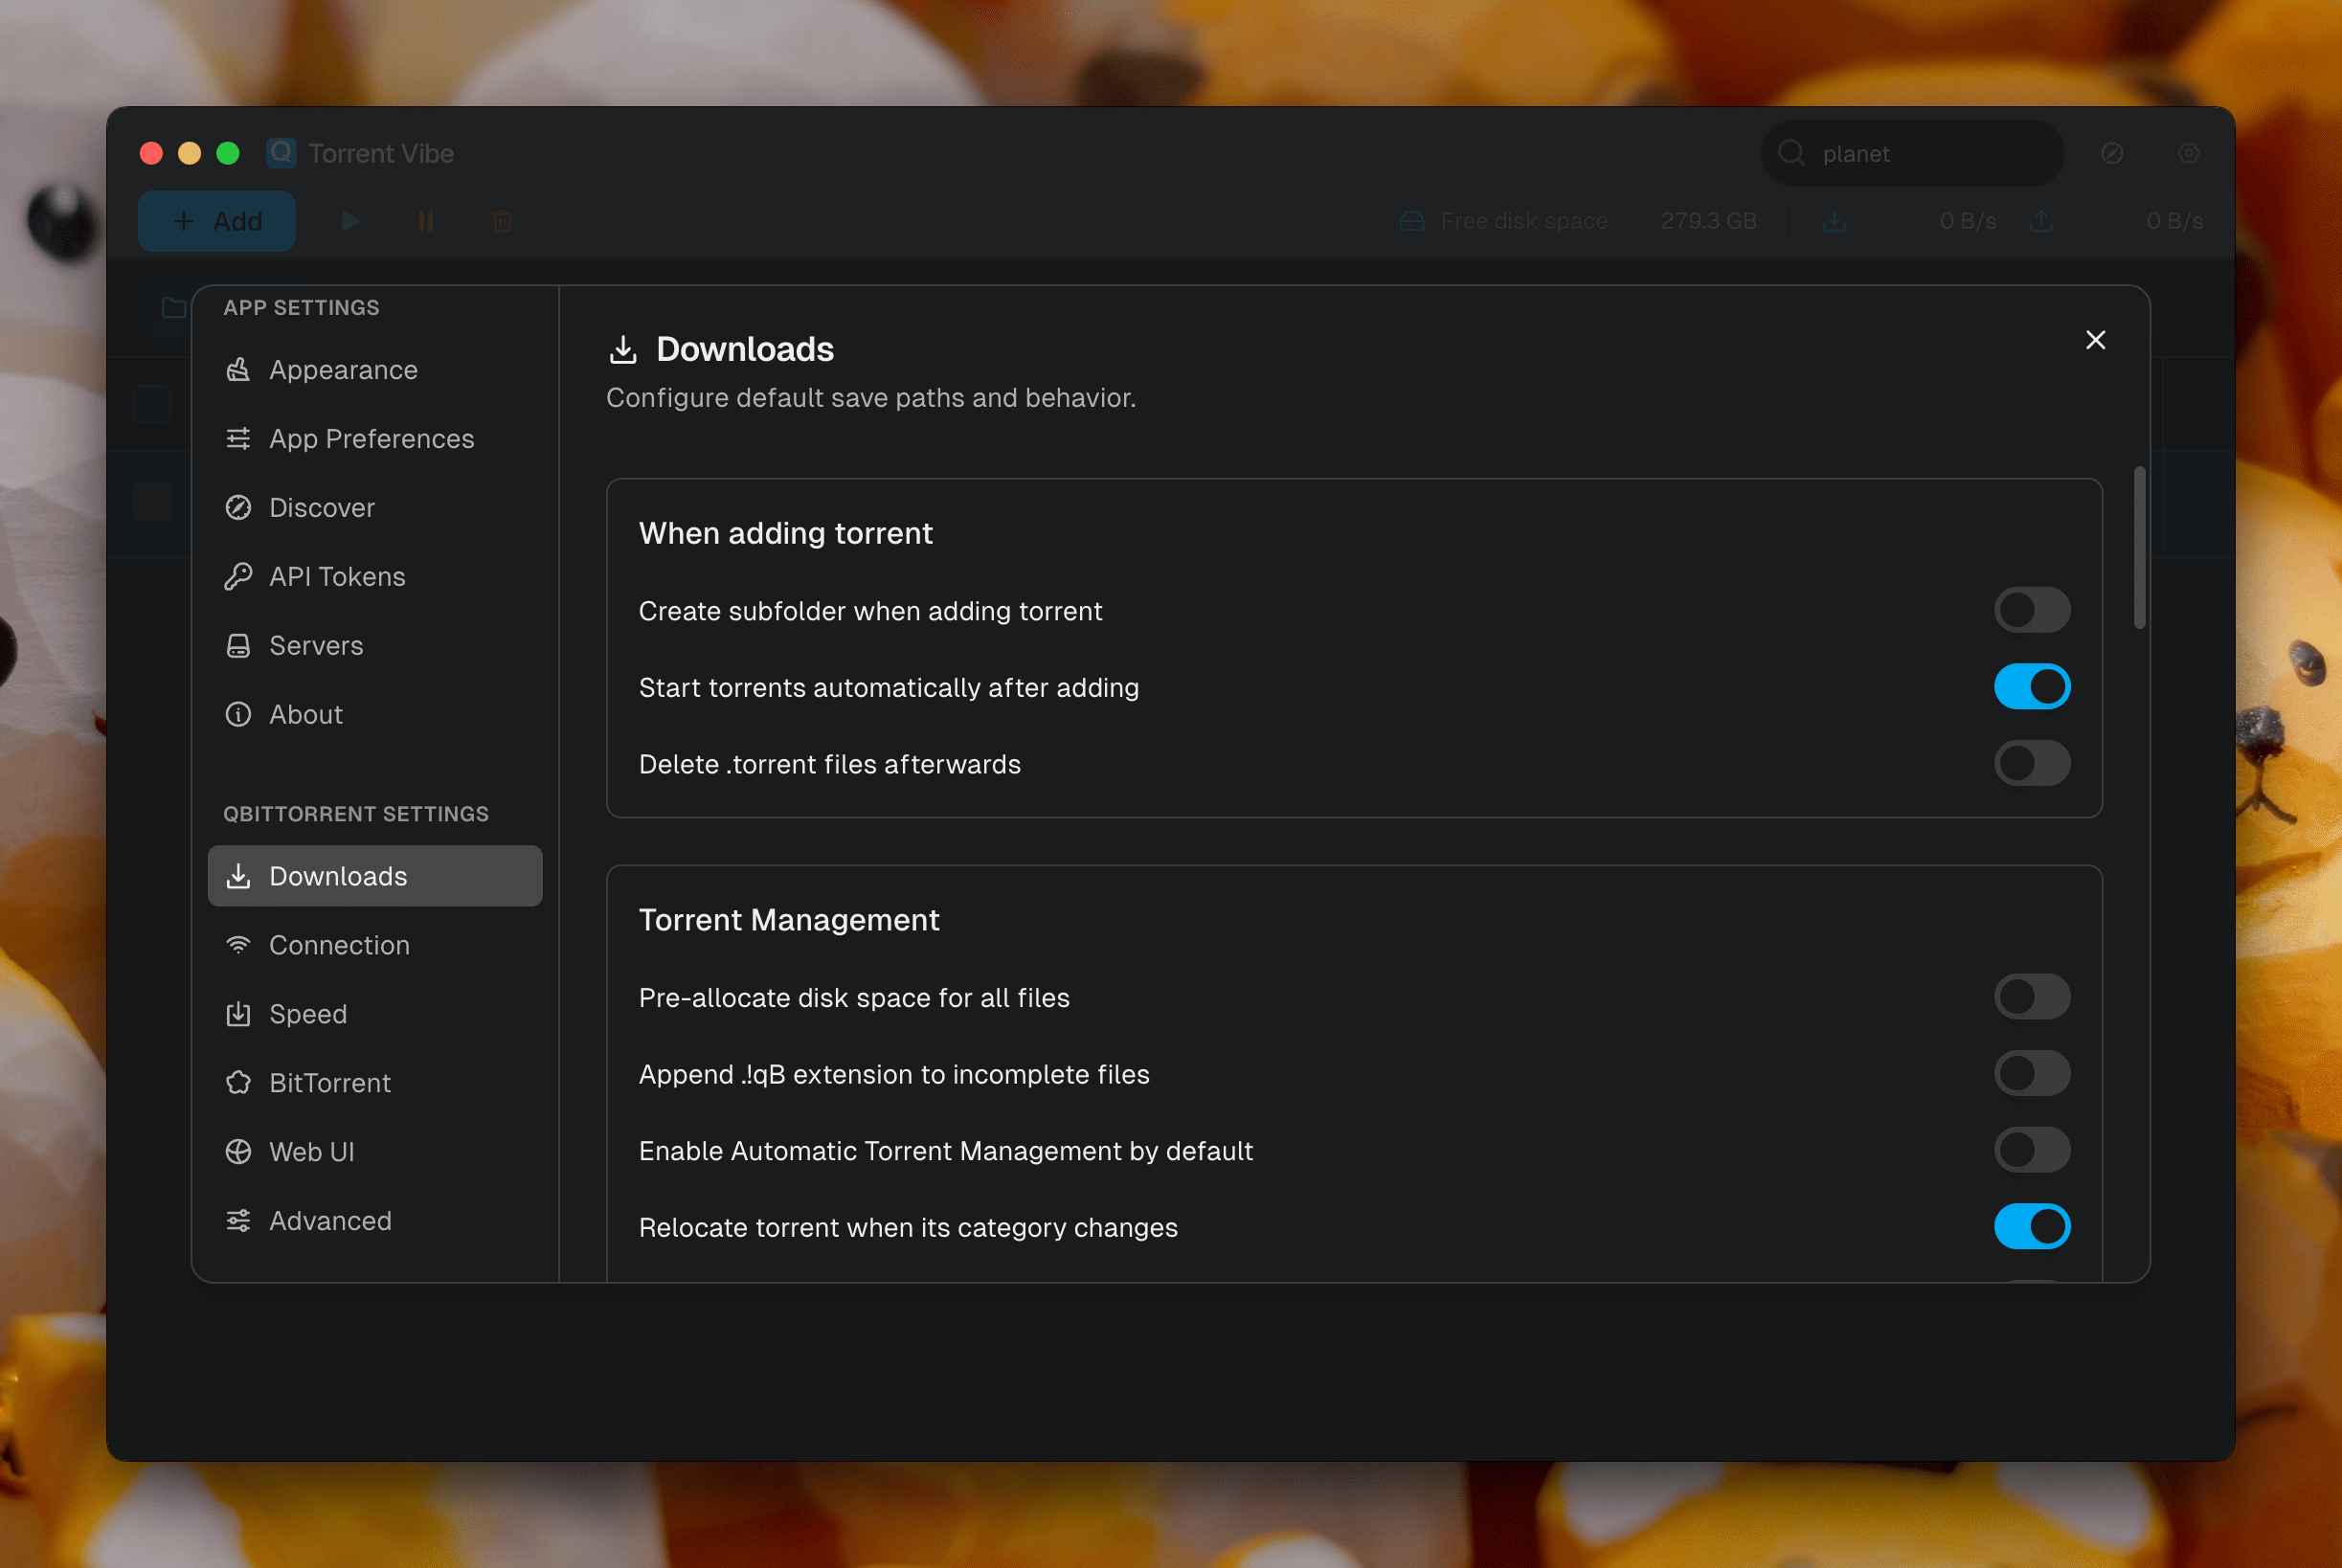 Torrent Vibe
planet
Add
Free disk space 279.3 GB 0 B/s 0 B/s
APP SETTINGS
Appearance
App Preferences
Discover
API Tokens
Servers
About
QBITTORRENT SETTINGS
Downloads
Connection
Speed
BitTorrent
Web UI
Advanced
Downloads
Configure default save paths and behavior.
When adding torrent
Create subfolder when adding torrent
Start torrents automatically after adding
Delete .torrent files afterwards
Torrent Management
Pre-allocate disk space for all files
Append .!qB extension to incomplete files
Enable Automatic Torrent Management by default
Relocate torrent when its category changes